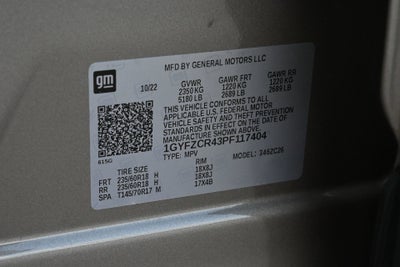 gm
MFD BY GENERAL MOTORS LLC
10/22 GVWR GAWR FRT GAWR RR
2350 KG 1220 KG 1220 KG
5180 LB 2689 LB 2689 LB
THIS VEHICLE CONFORMS TO ALL
APPLICABLE U.S. FEDERAL MOTOR
VEHICLE SAFETY AND THEFT PREVENTION
STANDARDS IN EFFECT ON THE DATE OF
MANUFACTURE SHOWN ABOVE.
1GYFZCR43PF117404
TYPE: MPV MODEL:
TIRE SIZE RIM
FRT 235/60R18 H 18X8J
RR 235/60R18 H 18X8J
SPA T145/70R17 M 17X4B